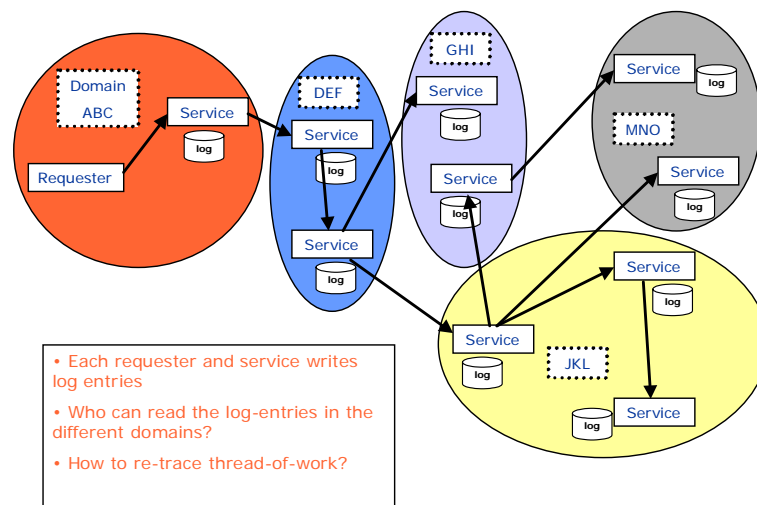 Domain
ABC
Service
log
Requester
DEF
Service
log
Service
log
GHI
Service
log
Service
log
Service
log
MNO
Service
log
Service
log
Service
log
JKL
Service
log
• Each requester and service writes
log entries
• Who can read the log-entries in the
different domains?
• How to re-trace thread-of-work?